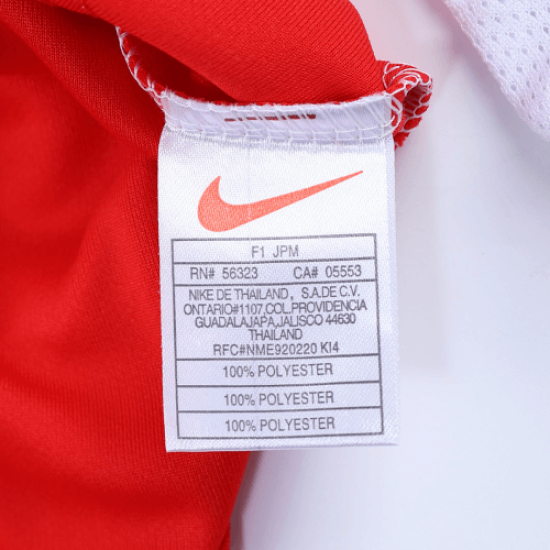 F1 JPM
RN# 56323 CA# 05553
NIKE DE THAILAND, S.A.DE C.V.
ONTARIO#1107,COL.PROVIDENCIA
GUADALAJAPA,JALISCO 44630
THAILAND
RFC#NME920220 KI4
100% POLYESTER
100% POLYESTER
100% POLYESTER